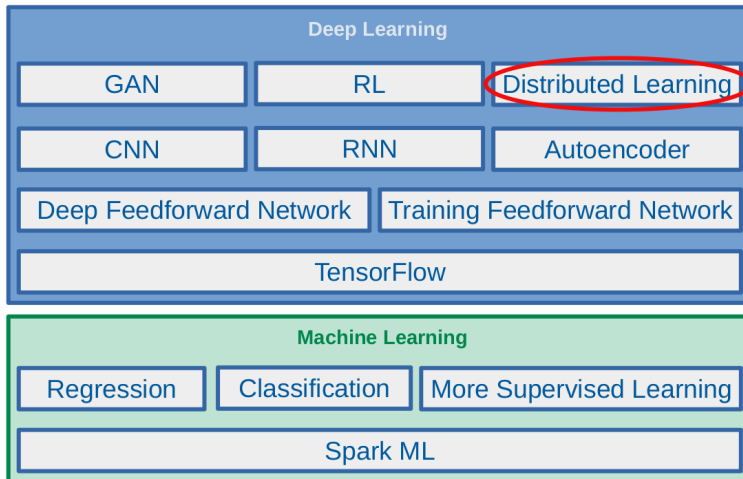 Deep Learning
GAN
RL
Distributed Learning
CNN
RNN
Autoencoder
Deep Feedforward Network
Training Feedforward Network
TensorFlow
Machine Learning
Regression
Classification
More Supervised Learning
Spark ML